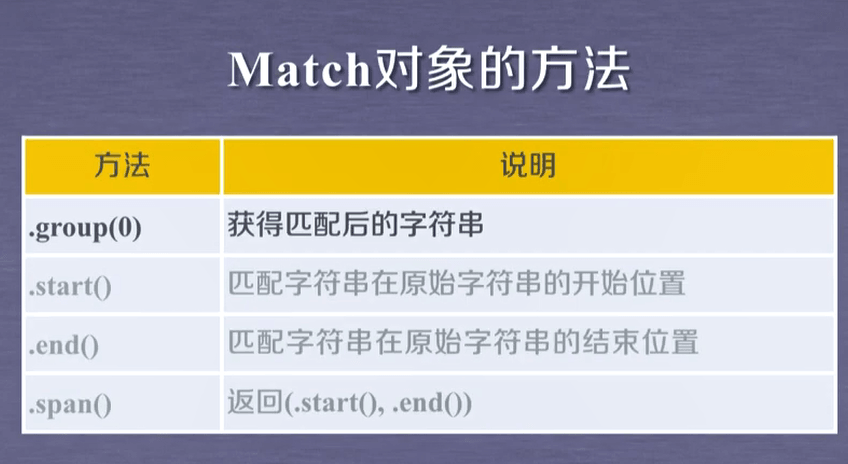 Match对象的方法
方法 说明
.group(0) 获得匹配后的字符串
.start() 匹配字符串在原始字符串的开始位置
.end() 匹配字符串在原始字符串的结束位置
.span() 返回(.start(), .end())